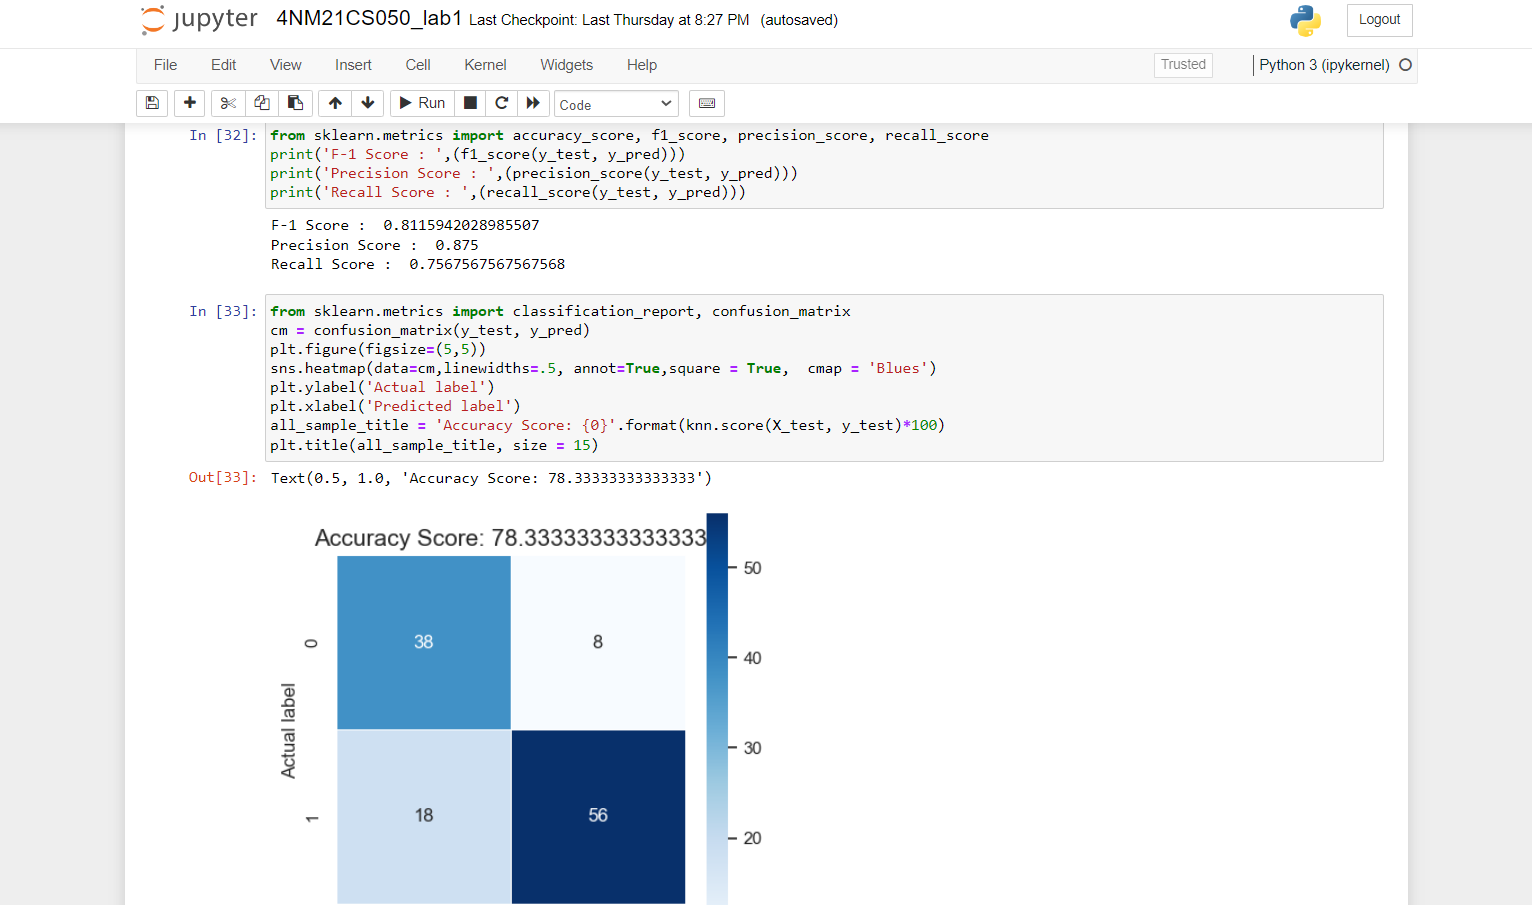 jupyter 4NM21CS050_lab1 Last Checkpoint: Last Thursday at 8:27 PM (autosaved) Logout
File Edit View Insert Cell Kernel Widgets Help Trusted Python 3 (ipykernel)
Run Code
In [32]: from sklearn.metrics import accuracy_score, f1_score, precision_score, recall_score
print('F-1 Score : ',(f1_score(y_test, y_pred)))
print('Precision Score : ',(precision_score(y_test, y_pred)))
print('Recall Score : ',(recall_score(y_test, y_pred)))
F-1 Score :  0.8115942028985507
Precision Score :  0.875
Recall Score :  0.7567567567567568
In [33]: from sklearn.metrics import classification_report, confusion_matrix
cm = confusion_matrix(y_test, y_pred)
plt.figure(figsize=(5,5))
sns.heatmap(data=cm,linewidths=.5, annot=True,square = True,  cmap = 'Blues')
plt.ylabel('Actual label')
plt.xlabel('Predicted label')
all_sample_title = 'Accuracy Score: {0}'.format(knn.score(X_test, y_test)*100)
plt.title(all_sample_title, size = 15)
Out[33]: Text(0.5, 1.0, 'Accuracy Score: 78.33333333333333')
Accuracy Score: 78.33333333333333
50
0 38 8
40
Actual label
30
1 18 56
20